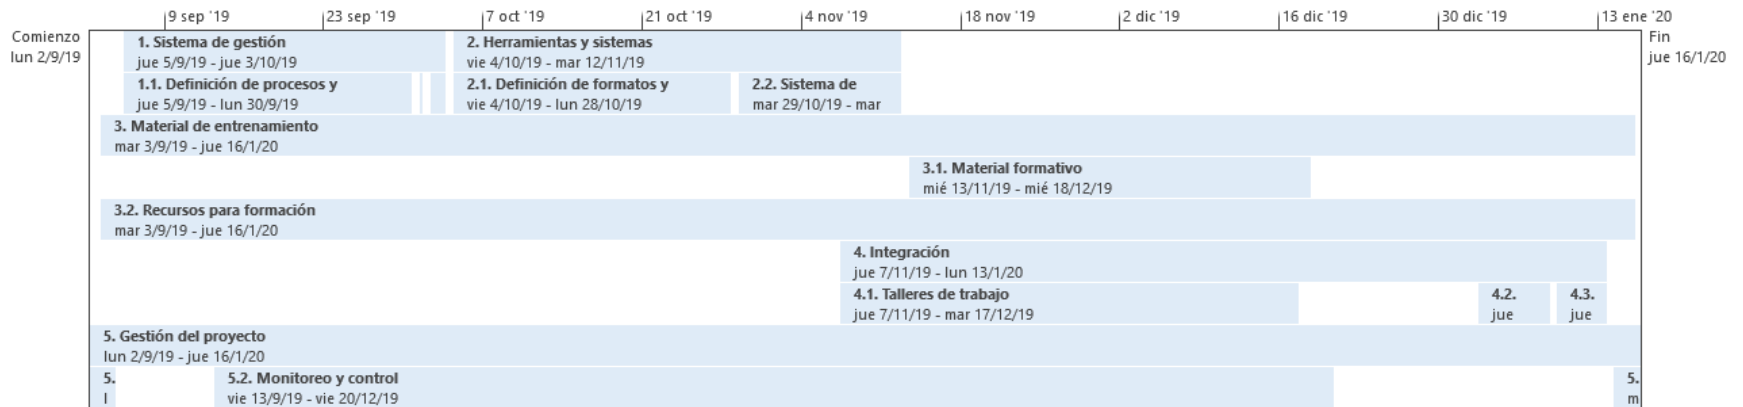 9 sep '19 23 sep '19 7 oct '19 21 oct '19 4 nov '19 18 nov '19 2 dic '19 16 dic '19 30 dic '19 13 ene '20
Comienzo
lun 2/9/19
Fin
jue 16/1/20
1. Sistema de gestión
jue 5/9/19 - jue 3/10/19
2. Herramientas y sistemas
vie 4/10/19 - mar 12/11/19
1.1. Definición de procesos y
jue 5/9/19 - lun 30/9/19
2.1. Definición de formatos y
vie 4/10/19 - lun 28/10/19
2.2. Sistema de
mar 29/10/19 - mar
3. Material de entrenamiento
mar 3/9/19 - jue 16/1/20
3.1. Material formativo
mié 13/11/19 - mié 18/12/19
3.2. Recursos para formación
mar 3/9/19 - jue 16/1/20
4. Integración
jue 7/11/19 - lun 13/1/20
4.1. Talleres de trabajo
jue 7/11/19 - mar 17/12/19
4.2.
jue
4.3.
jue
5. Gestión del proyecto
lun 2/9/19 - jue 16/1/20
5.
l
5.2. Monitoreo y control
vie 13/9/19 - vie 20/12/19
5.
m